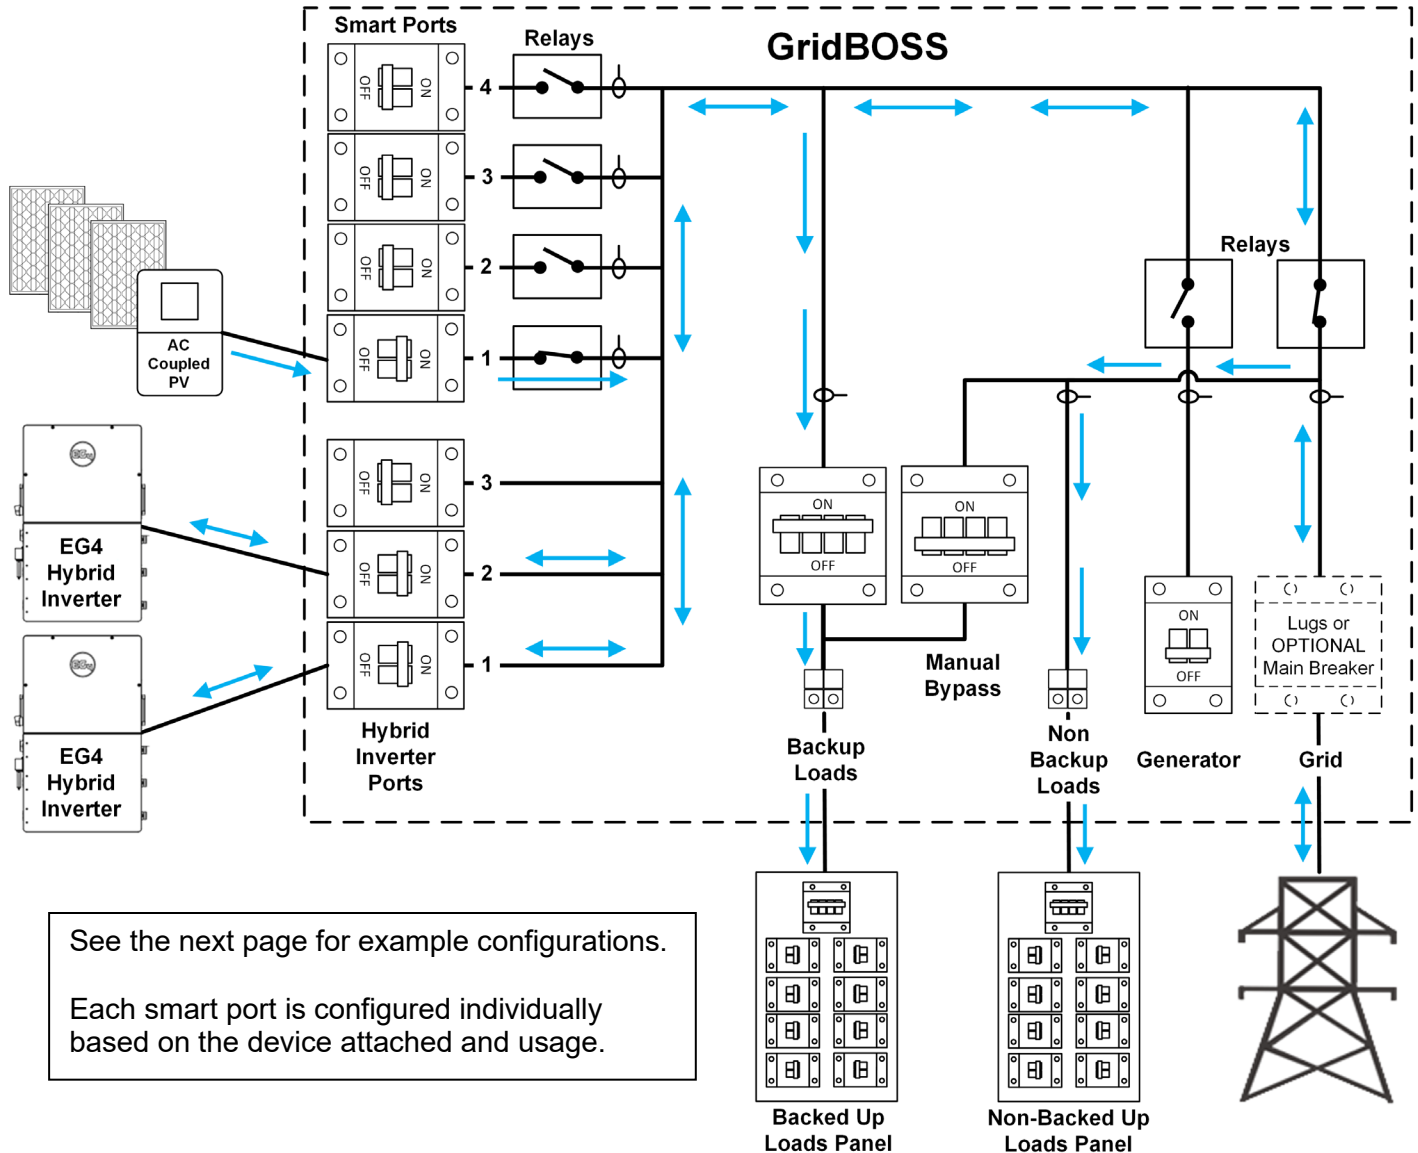 Smart Ports
Relays
GridBOSS
OFF
ON
4
OFF
ON
3
OFF
ON
2
OFF
ON
1
Relays
AC
Coupled
PV
OFF
ON
3
EG4
Hybrid
Inverter
OFF
ON
2
EG4
Hybrid
Inverter
OFF
ON
1
Hybrid
Inverter
Ports
ON
OFF
ON
OFF
Manual
Bypass
ON
OFF
Lugs or
OPTIONAL
Main Breaker
Backup
Loads
Non
Backup
Loads
Generator
Grid
See the next page for example configurations.
Each smart port is configured individually
based on the device attached and usage.
Backed Up
Loads Panel
Non-Backed Up
Loads Panel